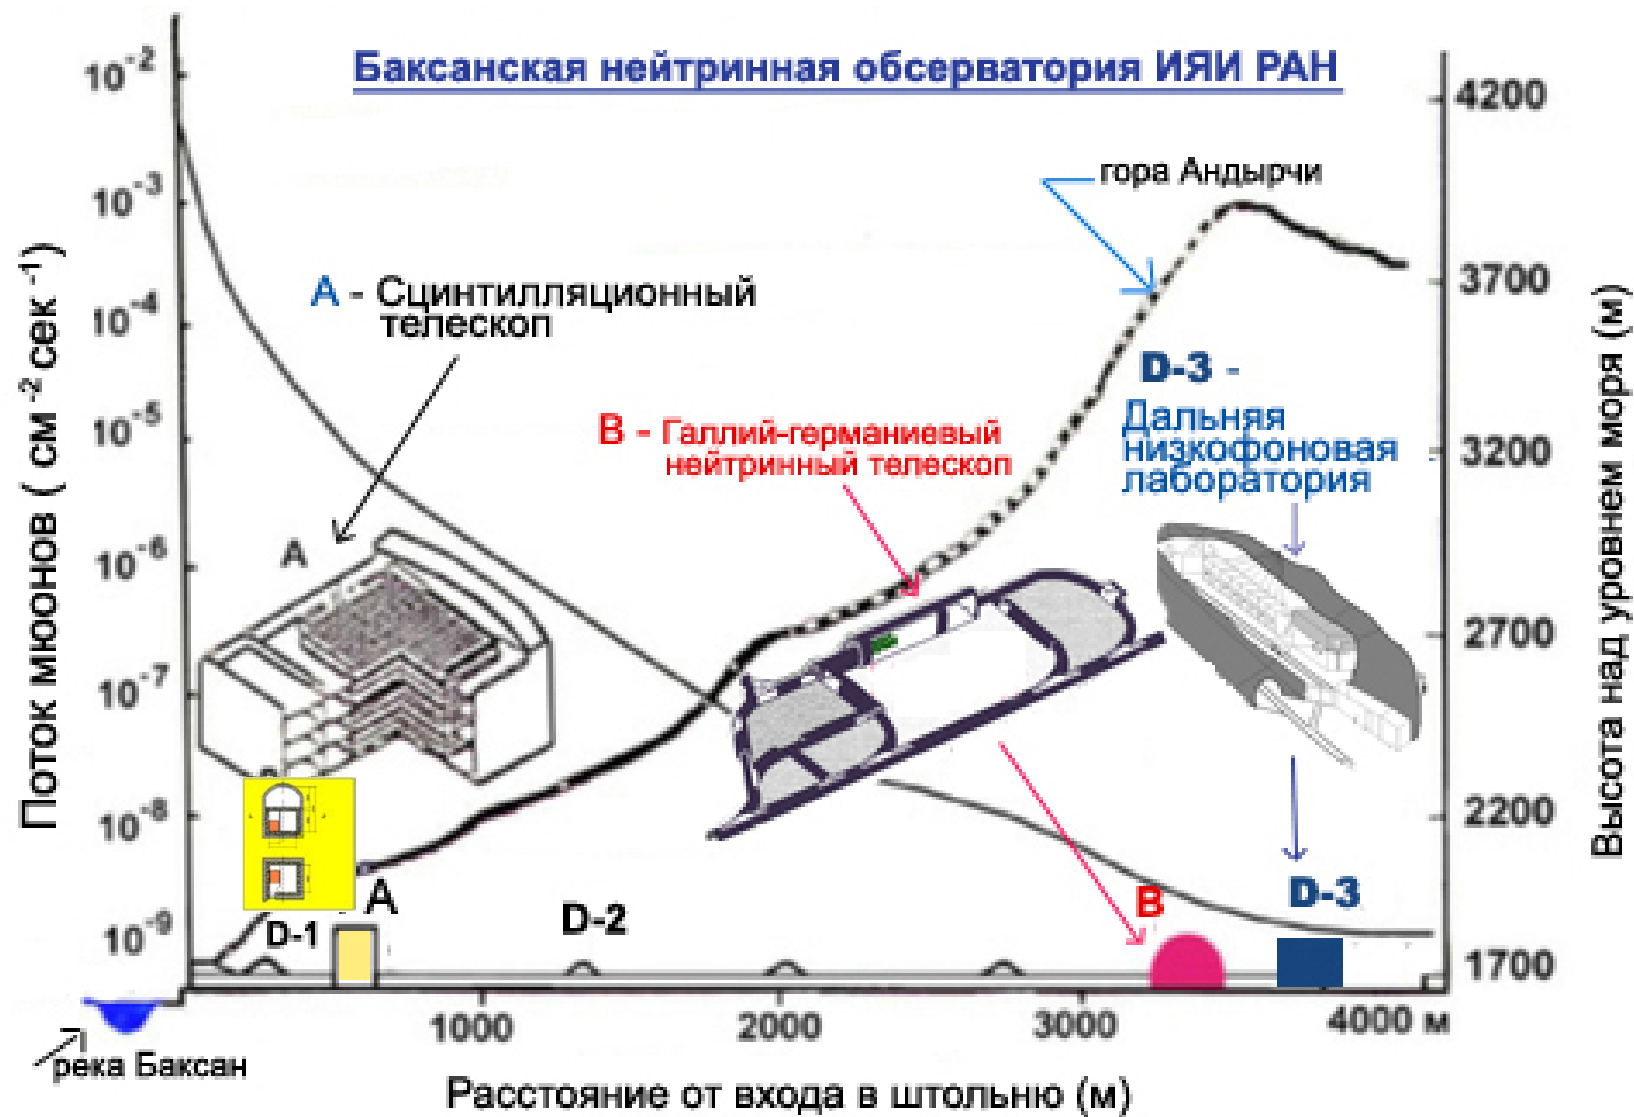 Баксанская нейтринная обсерватория ИЯИ РАН
10⁻²
10⁻³
10⁻⁴
10⁻⁵
10⁻⁶
10⁻⁷
10⁻⁸
10⁻⁹
Поток мюонов ( см ⁻² сек ⁻¹)
4200
3700
3200
2700
2200
1700
Высота над уровнем моря (м)
гора Андырчи
А - Сцинтилляционный
телескоп
В - Галлий-германиевый
нейтринный телескоп
D-3 -
Дальняя
низкофоновая
лаборатория
А
А
D-1
D-2
В
D-3
1000
2000
3000
4000 м
река Баксан
Расстояние от входа в штольню (м)